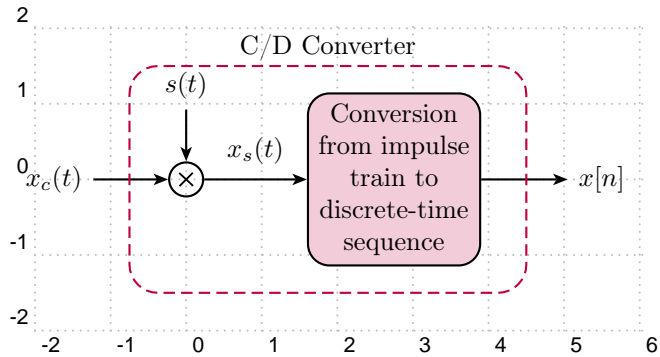 2
C/D Converter
s(t)
1
Conversion
from impulse
train to
discrete-time
sequence
x_s(t)
0
x_c(t)
×
x[n]
-1
-2
-2 -1 0 1 2 3 4 5 6